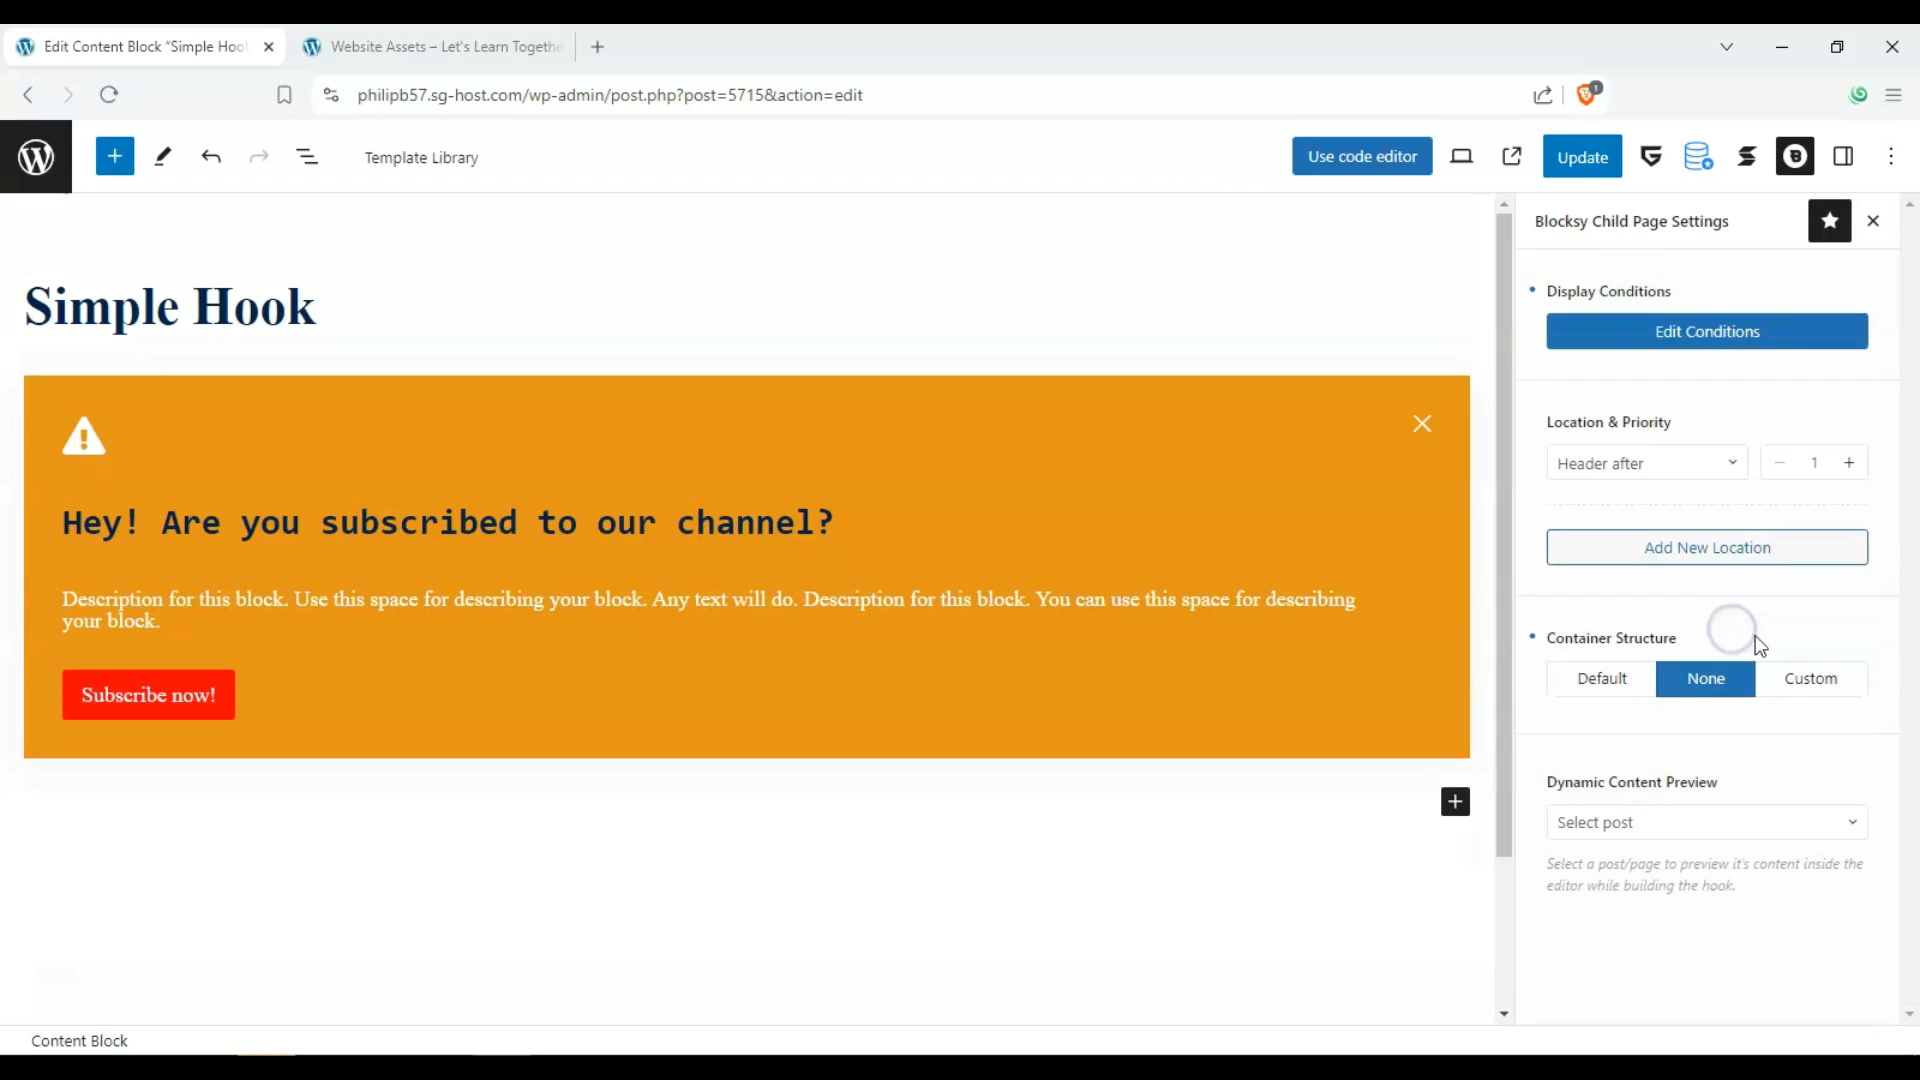 Edit Content Block "Simple Hoo
Website Assets – Let's Learn Togethe
philipb57.sg-host.com/wp-admin/post.php?post=5715&action=edit
1
Template Library
Use code editor
Update
Blocksy Child Page Settings
Simple Hook
Display Conditions
Edit Conditions
Location & Priority
Header after
1
Add New Location
Hey! Are you subscribed to our channel?
Description for this block. Use this space for describing your block. Any text will do. Description for this block. You can use this space for describing
your block.
Subscribe now!
Container Structure
Default
None
Custom
Dynamic Content Preview
Select post
Select a post/page to preview it's content inside the
editor while building the hook.
Content Block